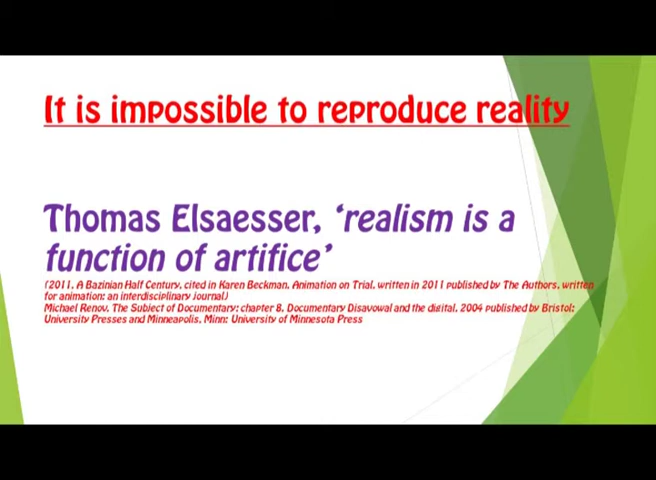 It is impossible to reproduce reality
Thomas Elsaesser, ‘realism is a
function of artifice’
(2011, A Bazinian Half Century, cited in Karen Beckman, Animation on Trial, written in 2011 published by The Authors, written
for animation: an interdisciplinary Journal)
Michael Renov, The Subject of Documentary: chapter 8, Documentary Disavowal and the digital, 2004 published by Bristol:
University Presses and Minneapolis, Minn: University of Minnesota Press